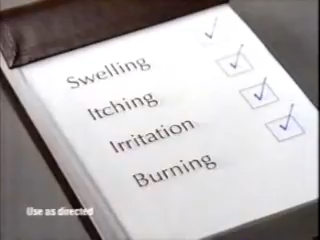 Swelling
Itching
Irritation
Burning
Use as directed